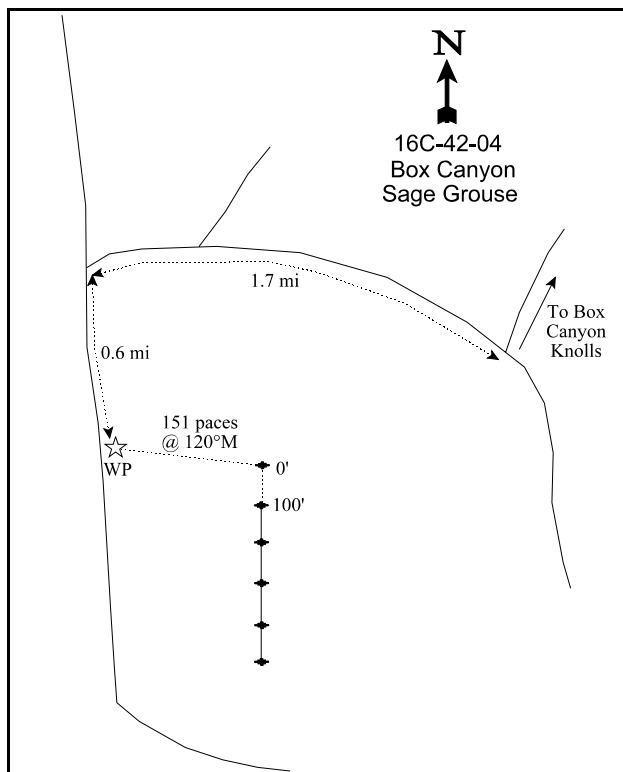 N
16C-42-04
Box Canyon
Sage Grouse
1.7 mi
To Box
Canyon
Knolls
0.6 mi
151 paces
@ 120°M
WP
0'
100'